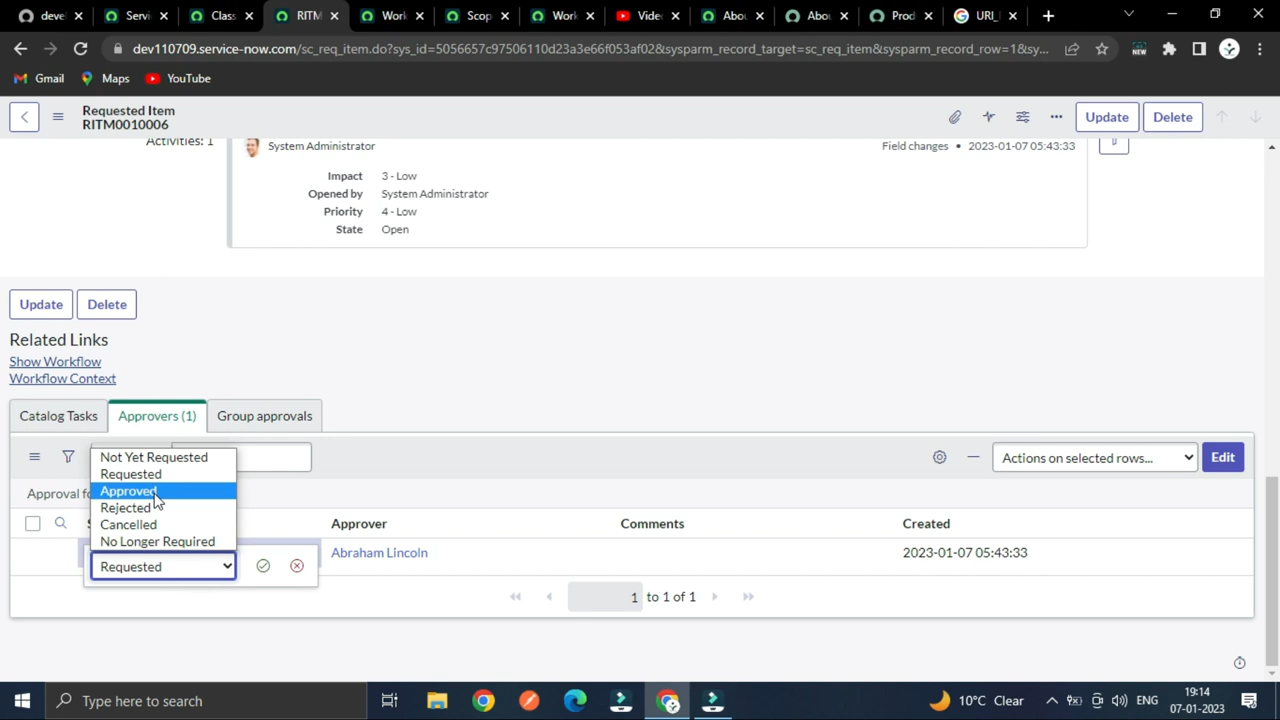 deve
Servic
Class
RITM
Work
Scop
Work
Vide
Abou
Abou
Prod
URI_
dev110709.service-now.com/sc_req_item.do?sys_id=5056657c97506110d23a3e66f053af02&sysparm_record_target=sc_req_item&sysparm_record_row=1&sy...
NEW
Gmail
Maps
YouTube
Requested Item
RITM0010006
Update
Delete
Activities: 1
System Administrator
Field changes • 2023-01-07 05:43:33
Impact 3 - Low
Opened by System Administrator
Priority 4 - Low
State Open
Update
Delete
Related Links
Show Workflow
Workflow Context
Catalog Tasks
Approvers (1)
Group approvals
Not Yet Requested
Requested
Approved
Rejected
Cancelled
No Longer Required
Requested
Actions on selected rows...
Edit
Approval fo
Approver
Comments
Created
Abraham Lincoln
2023-01-07 05:43:33
1 to 1 of 1
Type here to search
10°C Clear
ENG
19:14
07-01-2023